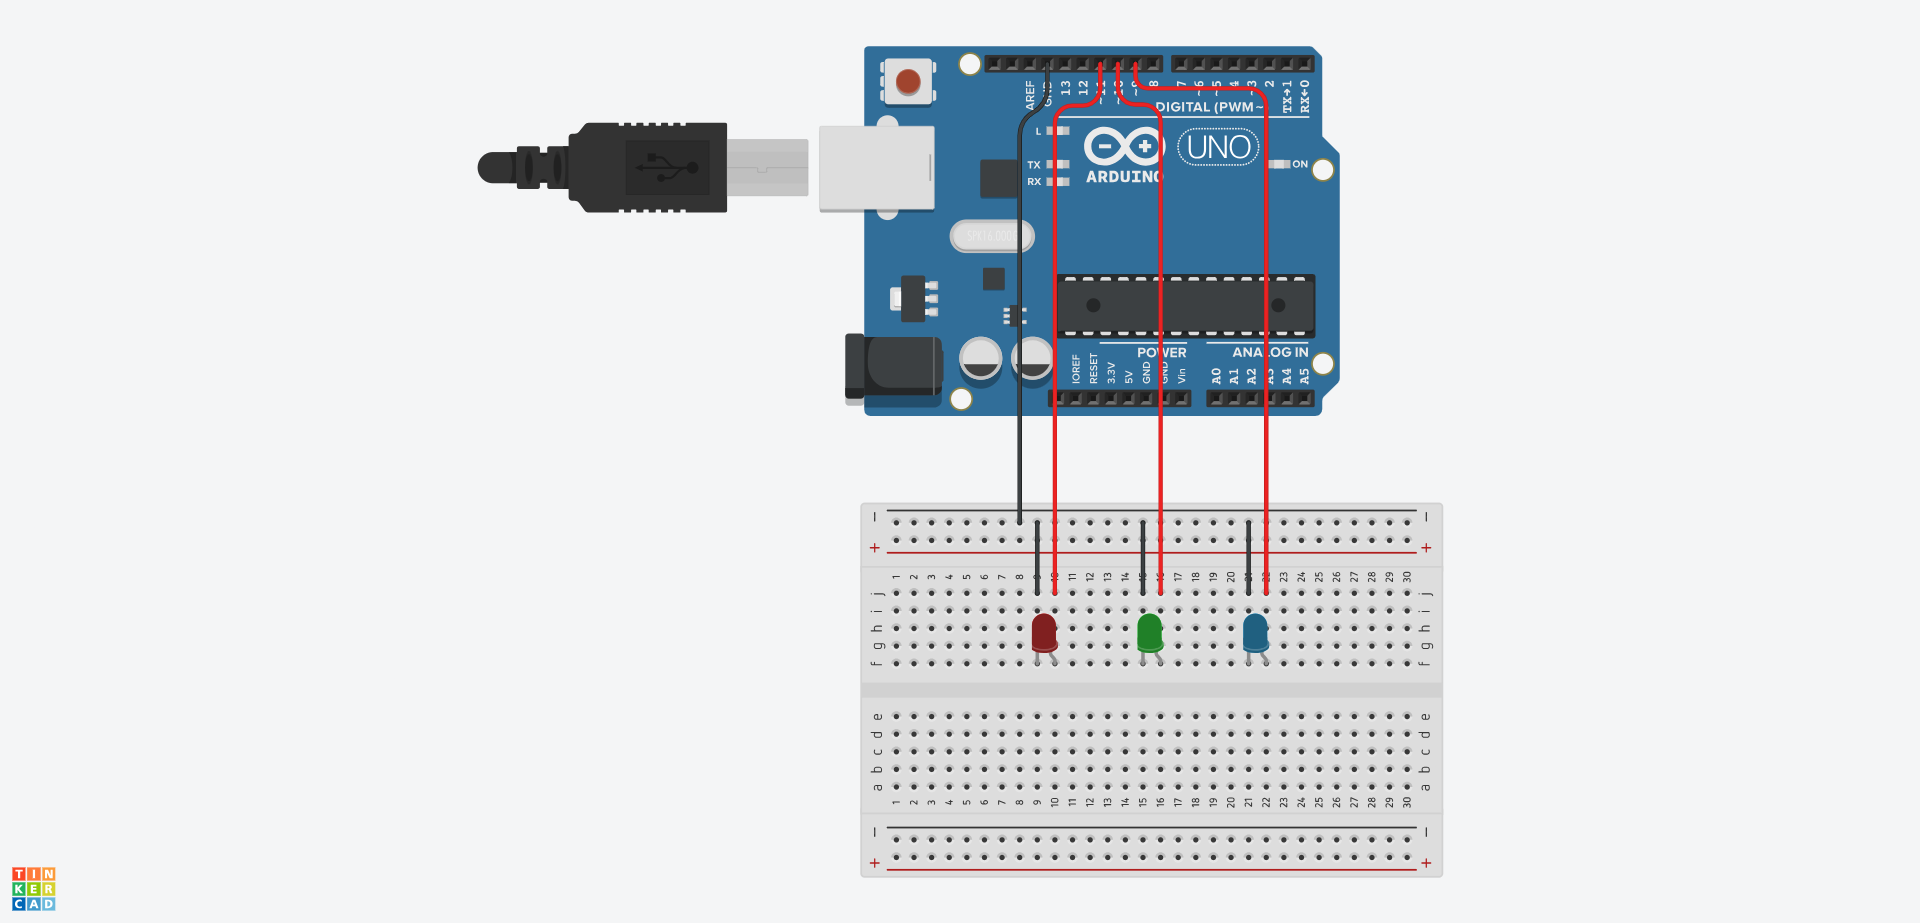 AREF
GND
13
12
~11
~10
~9
8
7
~6
~5
4
~3
2
TX→1
RX←0
DIGITAL (PWM~)
L
TX
RX
ON
UNO
ARDUINO
SPK16.000G
POWER
ANALOG IN
IOREF
RESET
3.3V
5V
GND
GND
Vin
A0
A1
A2
A3
A4
A5
− −
+ +
1 2 3 4 5 6 7 8 9 10 11 12 13 14 15 16 17 18 19 20 21 22 23 24 25 26 27 28 29 30
j j
i i
h h
g g
f f
e e
d d
c c
b b
a a
1 2 3 4 5 6 7 8 9 10 11 12 13 14 15 16 17 18 19 20 21 22 23 24 25 26 27 28 29 30
− −
+ +
TIN
KER
CAD